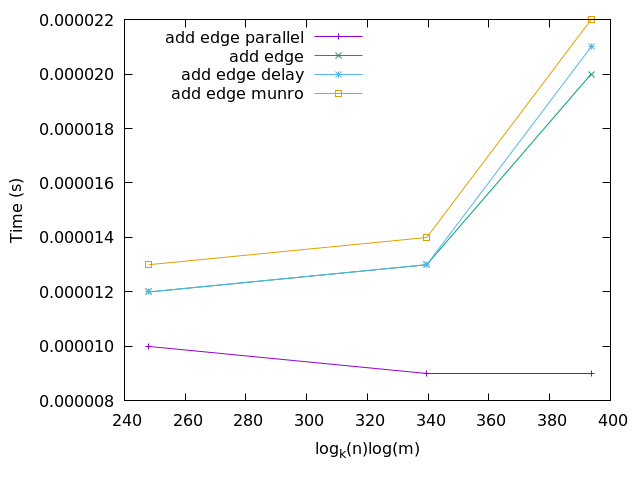 0.000022
0.000020
0.000018
0.000016
0.000014
0.000012
0.000010
0.000008
Time (s)
add edge parallel
add edge
add edge delay
add edge munro
240 260 280 300 320 340 360 380 400
logk(n)log(m)